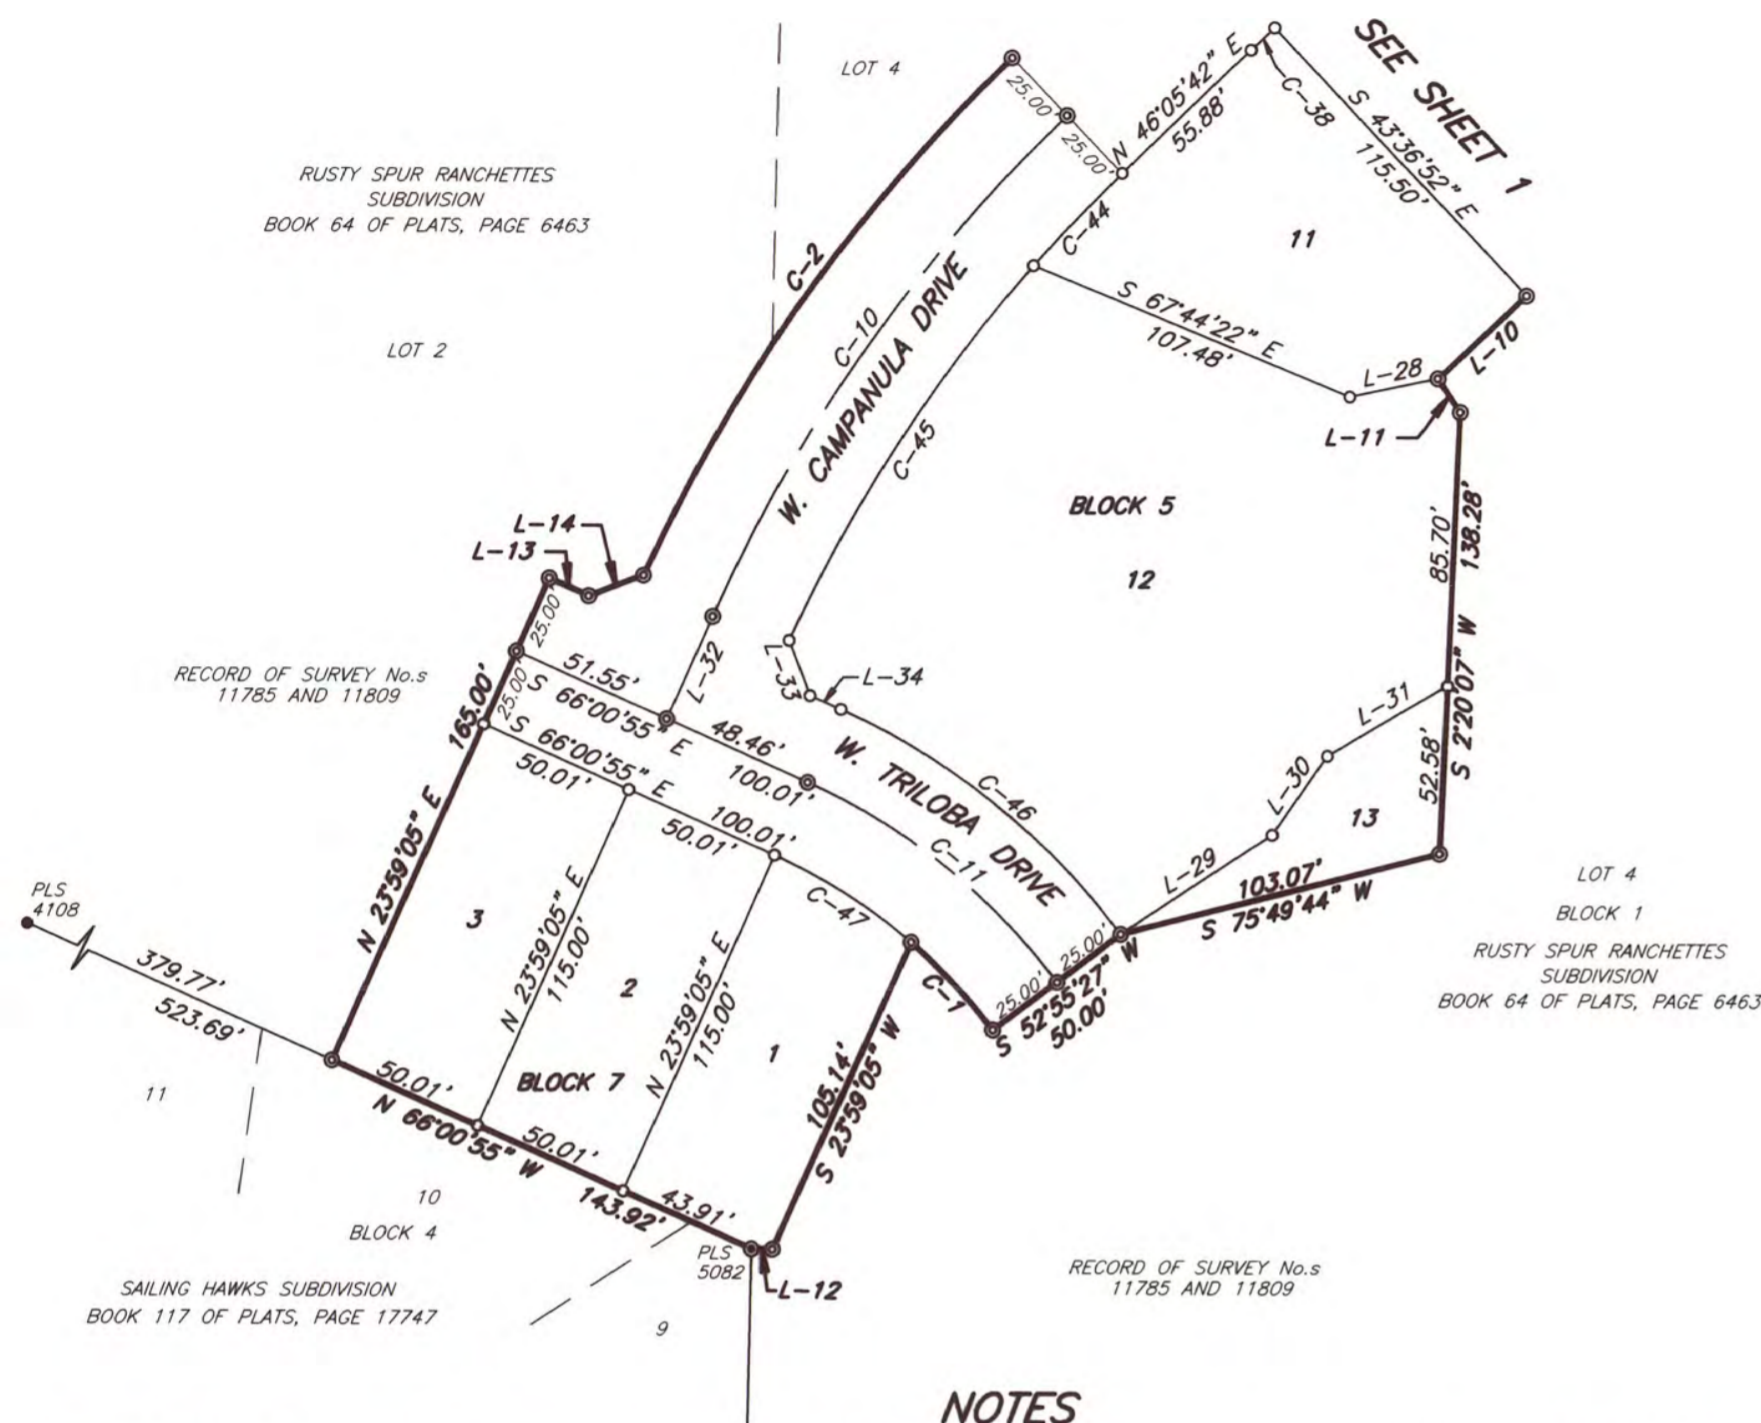 SEE SHEET 1
LOT 4
25.00'
25.00'
N 46°05'42" E
55.88'
C-38
S 43°36'52" E
115.50'
RUSTY SPUR RANCHETTES
SUBDIVISION
BOOK 64 OF PLATS, PAGE 6463
LOT 2
C-2
C-44
11
C-10
W. CAMPANULA DRIVE
S 67°44'22" E
107.48'
L-28
L-10
L-11
C-45
BLOCK 5
12
85.70'
138.28'
S 2°20'07" W
L-14
L-13
25.00'
25.00'
165.00'
N 23°59'05" E
RECORD OF SURVEY No.s
11785 AND 11809
51.55'
S 66°00'55" E
L-32
L-33
L-34
48.46'
100.01'
W. TRILOBA DRIVE
C-46
C-11
L-31
L-30
52.58'
13
L-29
S 66°00'55" E
50.01'
100.01'
50.01'
C-47
103.07'
S 75°49'44" W
LOT 4
BLOCK 1
RUSTY SPUR RANCHETTES
SUBDIVISION
BOOK 64 OF PLATS, PAGE 6463
PLS
4108
379.77'
523.69'
3
N 23°59'05" E
115.00'
2
N 23°59'05" E
115.00'
1
C-1
25.00'
25.00'
S 52°55'27" W
50.00'
105.14'
S 23°59'05" W
BLOCK 7
11
50.01'
N 66°00'55" W
50.01'
143.92'
43.91'
10
BLOCK 4
PLS
5082
L-12
SAILING HAWKS SUBDIVISION
BOOK 117 OF PLATS, PAGE 17747
9
RECORD OF SURVEY No.s
11785 AND 11809
NOTES